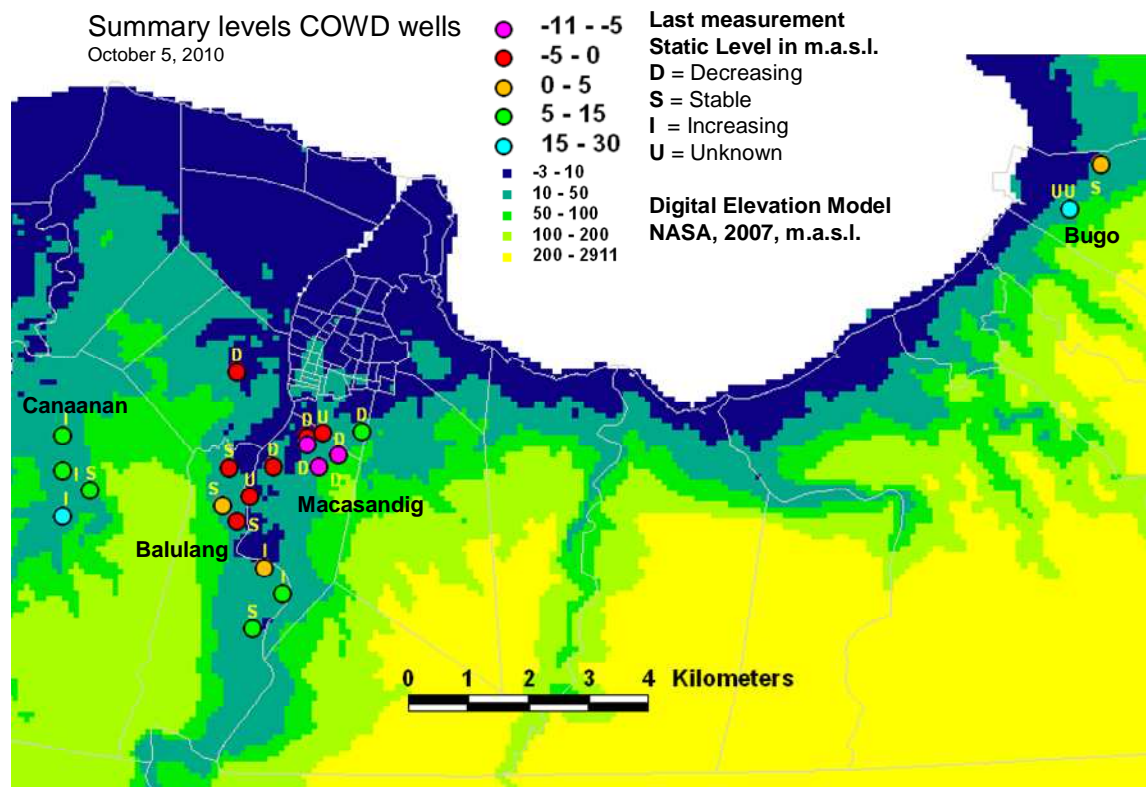 Summary levels COWD wells
October 5, 2010
-11 - -5
-5 - 0
0 - 5
5 - 15
15 - 30
-3 - 10
10 - 50
50 - 100
100 - 200
200 - 2911
Last measurement
Static Level in m.a.s.l.
D = Decreasing
S = Stable
I = Increasing
U = Unknown
Digital Elevation Model
NASA, 2007, m.a.s.l.
S
UU
Bugo
D
Canaanan
I
I S
I
D U D
D
S D
D D
U
S
S
Macasandig
Balulang
I
I
S
0 1 2 3 4 Kilometers